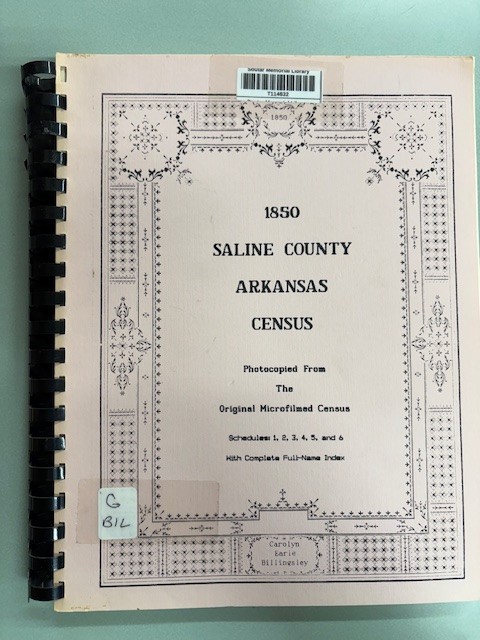 Memorial Library
T114832
1850
1850
SALINE COUNTY
ARKANSAS
CENSUS
Photocopied From
The
Original Microfilmed Census
Schedules 1, 2, 3, 4, 5, and 6
With Complete Full-Name Index
G
BIL
Carolyn
Earle
Billingsley